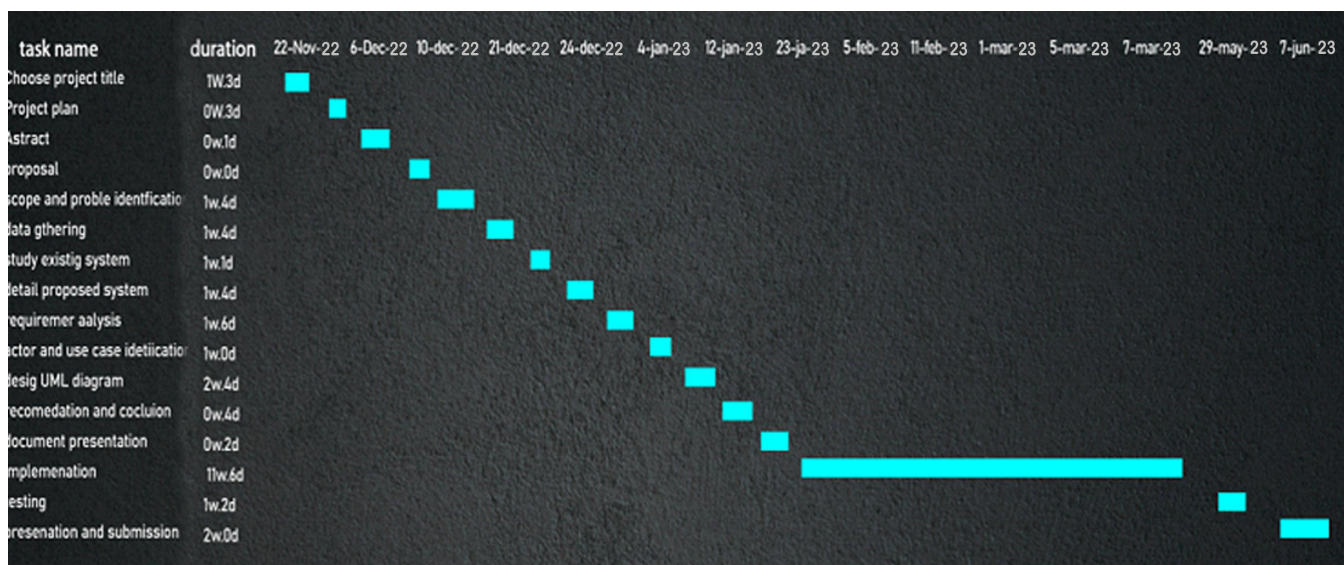 task name duration 22-Nov-22 6-Dec-22 10-dec-22 21-dec-22 24-dec-22 4-jan-23 12-jan-23 23-ja-23 5-feb-23 11-feb-23 1-mar-23 5-mar-23 7-mar-23 29-may-23 7-jun-23
Choose project title 1W.3d
Project plan 0W.3d
Astract 0w.1d
proposal 0w.0d
scope and proble identficatio 1w.4d
data gthering 1w.4d
study existig system 1w.1d
detail proposed system 1w.4d
requiremer aalysis 1w.6d
actor and use case idetiicatio 1w.0d
desig UML diagram 2w.4d
recomedation and cocluion 0w.4d
document presentation 0w.2d
mplemenation 11w.6d
esting 1w.2d
presenation and submission 2w.0d